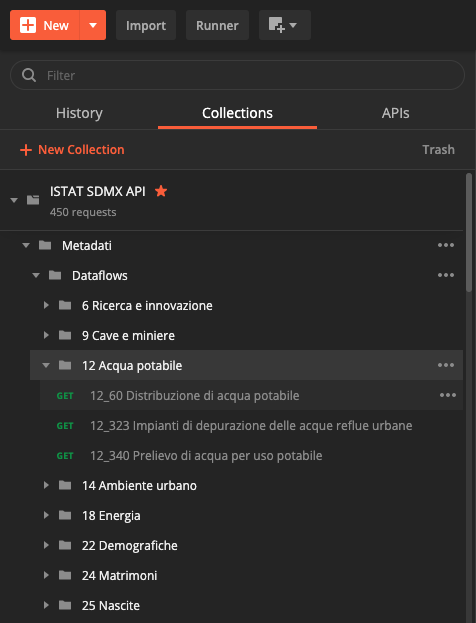 New
Import
Runner
Filter
History
Collections
APIs
+ New Collection
Trash
ISTAT SDMX API
450 requests
Metadati
Dataflows
6 Ricerca e innovazione
9 Cave e miniere
12 Acqua potabile
GET 12_60 Distribuzione di acqua potabile
GET 12_323 Impianti di depurazione delle acque reflue urbane
GET 12_340 Prelievo di acqua per uso potabile
14 Ambiente urbano
18 Energia
22 Demografiche
24 Matrimoni
25 Nascite